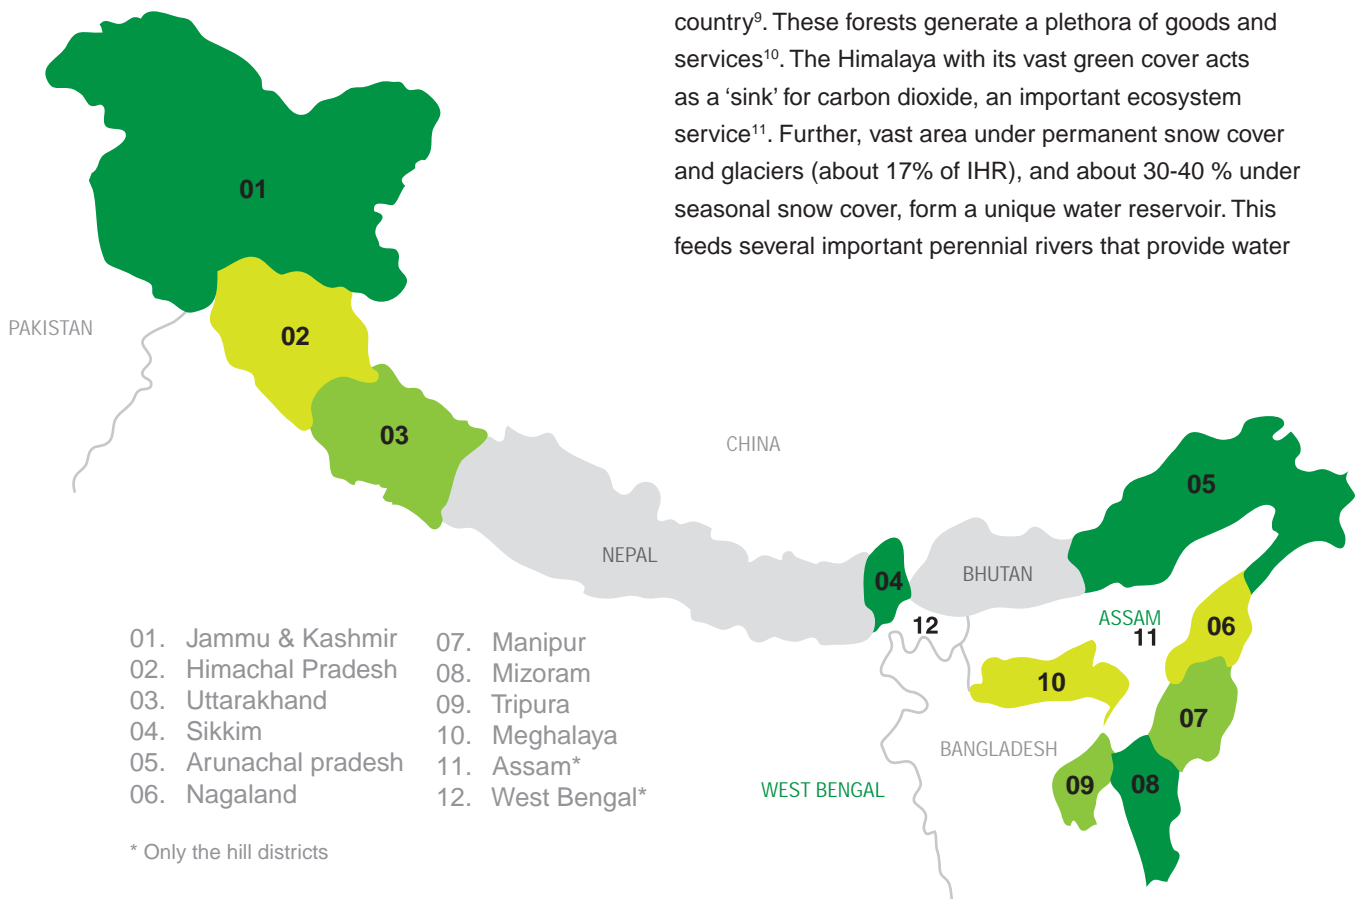 country⁹. These forests generate a plethora of goods and
services¹⁰. The Himalaya with its vast green cover acts
as a ‘sink’ for carbon dioxide, an important ecosystem
service¹¹. Further, vast area under permanent snow cover
and glaciers (about 17% of IHR), and about 30-40 % under
seasonal snow cover, form a unique water reservoir. This
feeds several important perennial rivers that provide water
01
PAKISTAN
02
03
CHINA
05
NEPAL
04
BHUTAN
12
ASSAM
11
06
10
07
BANGLADESH
WEST BENGAL
09
08
01. Jammu & Kashmir
02. Himachal Pradesh
03. Uttarakhand
04. Sikkim
05. Arunachal pradesh
06. Nagaland
07. Manipur
08. Mizoram
09. Tripura
10. Meghalaya
11. Assam*
12. West Bengal*
* Only the hill districts